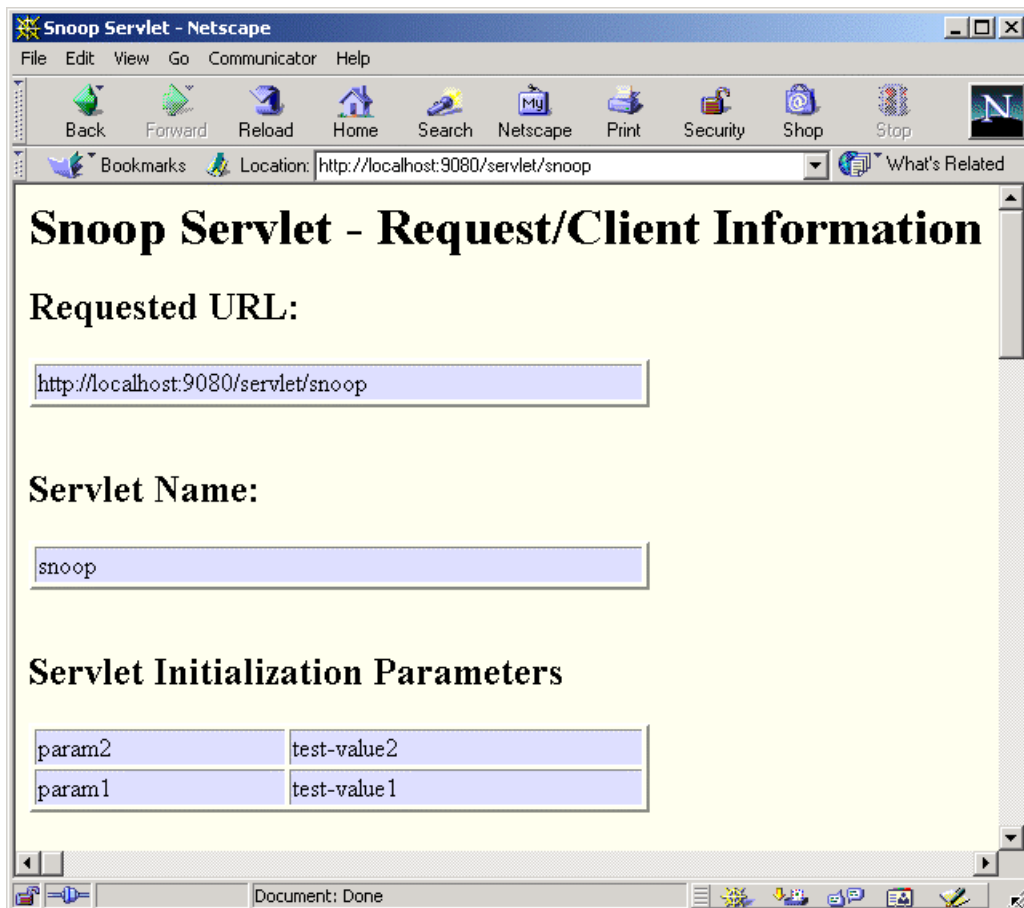 Snoop Servlet - Netscape
File Edit View Go Communicator Help
My N
Back Forward Reload Home Search Netscape Print Security Shop Stop
Bookmarks Location: http://localhost:9080/servlet/snoop What's Related
Snoop Servlet - Request/Client Information
Requested URL:
http://localhost:9080/servlet/snoop
Servlet Name:
snoop
Servlet Initialization Parameters
param2 test-value2
param1 test-value1
Document: Done